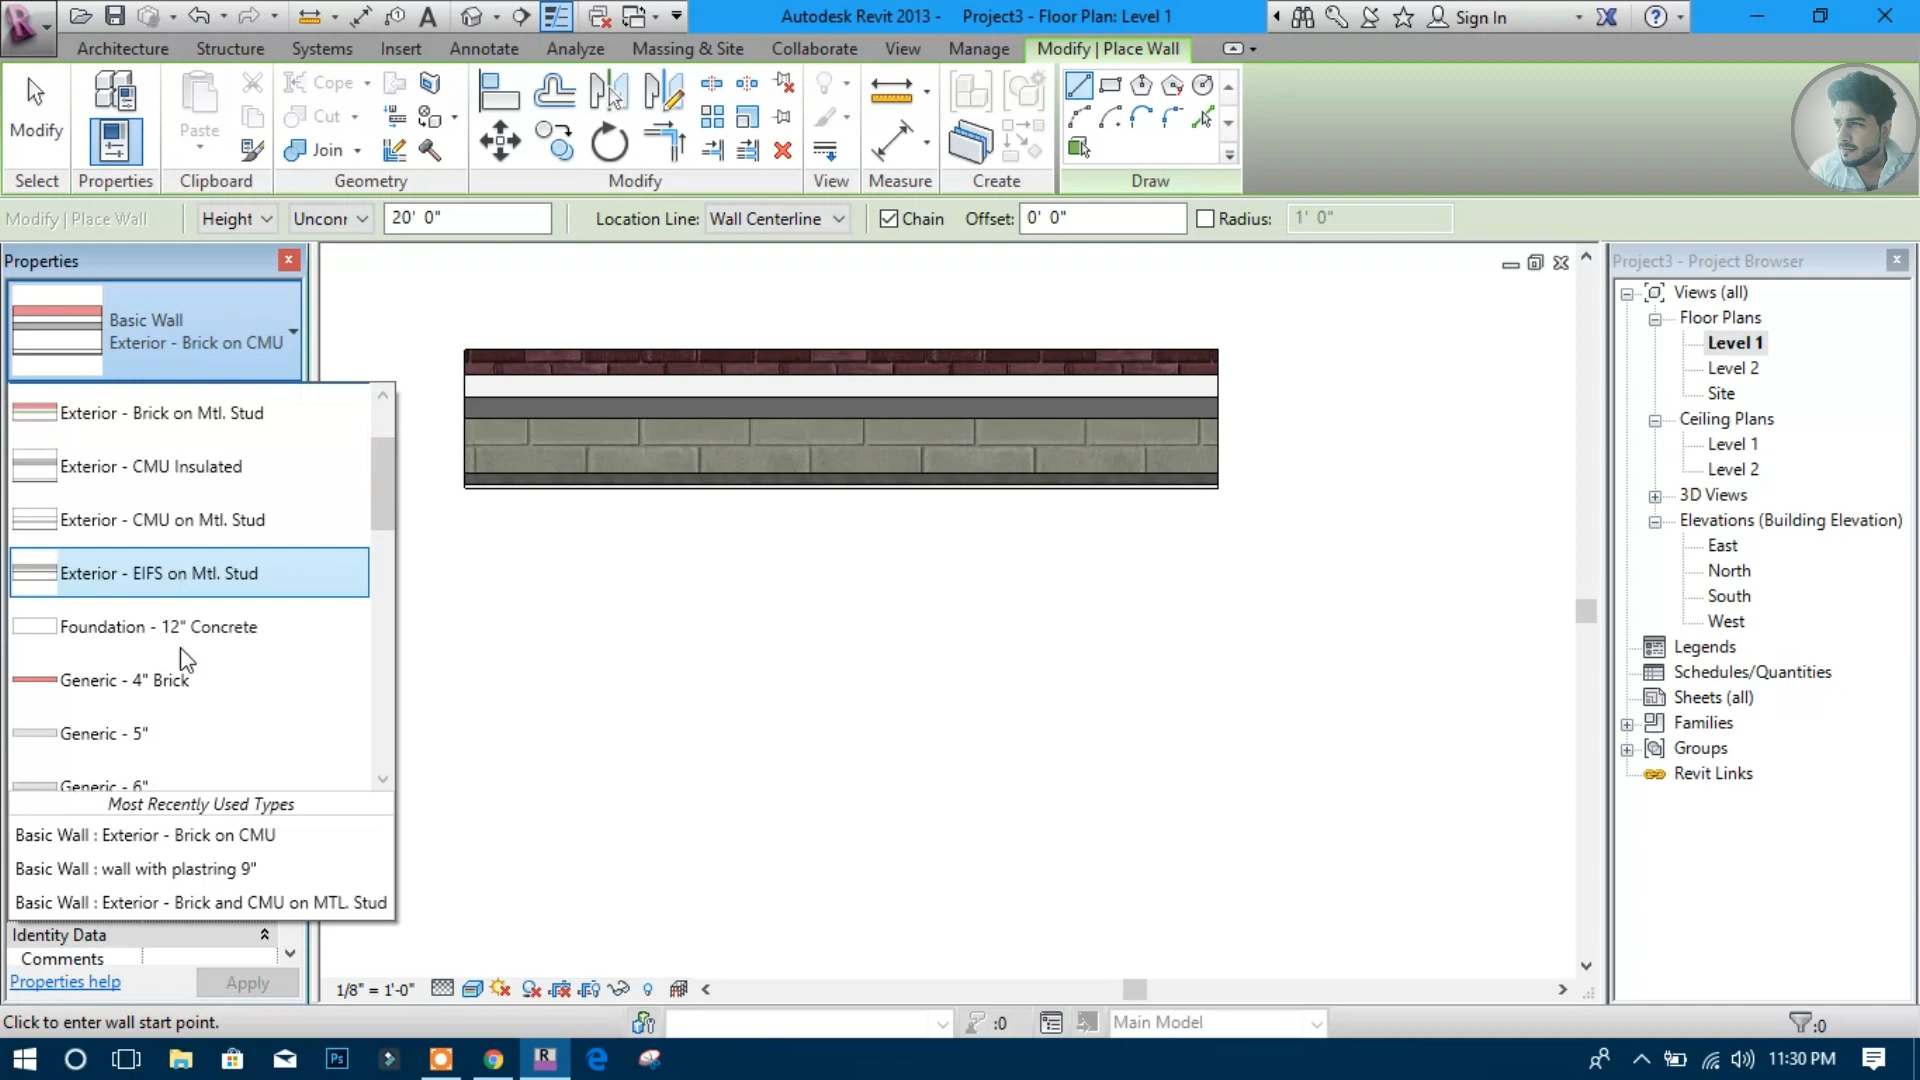 Autodesk Revit 2013 - Project3 - Floor Plan: Level 1
Sign In
Architecture Structure Systems Insert Annotate Analyze Massing & Site Collaborate View Manage Modify | Place Wall
Modify
Paste
Cope
Cut
Join
Select Properties Clipboard Geometry Modify View Measure Create Draw
Modify | Place Wall Height Unconr 20' 0" Location Line: Wall Centerline Chain Offset: 0' 0" Radius: 1' 0"
Properties
Basic Wall
Exterior - Brick on CMU
Exterior - Brick on Mtl. Stud
Exterior - CMU Insulated
Exterior - CMU on Mtl. Stud
Exterior - EIFS on Mtl. Stud
Foundation - 12" Concrete
Generic - 4" Brick
Generic - 5"
Generic - 6"
Most Recently Used Types
Basic Wall : Exterior - Brick on CMU
Basic Wall : wall with plastring 9"
Basic Wall : Exterior - Brick and CMU on MTL. Stud
Identity Data
Comments
Properties help
Apply
1/8" = 1'-0"
Project3 - Project Browser
Views (all)
Floor Plans
Level 1
Level 2
Site
Ceiling Plans
Level 1
Level 2
3D Views
Elevations (Building Elevation)
East
North
South
West
Legends
Schedules/Quantities
Sheets (all)
Families
Groups
Revit Links
Click to enter wall start point.
:0
Main Model
:0
11:30 PM